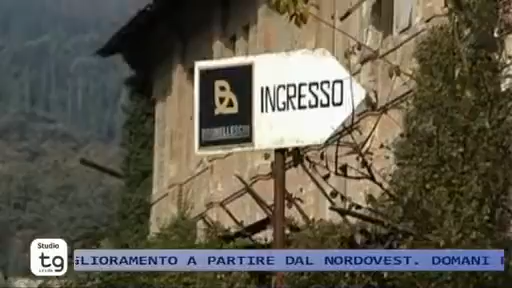 INGRESSO
BRUNELLESCHI
Studio
tg
GLIORAMENTO A PARTIRE DAL NORDOVEST. DOMANI